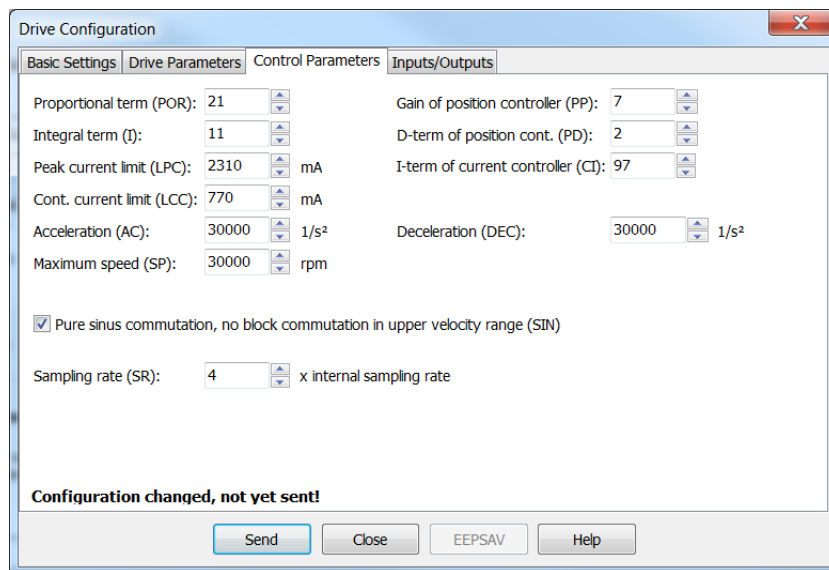 Drive Configuration
Basic Settings Drive Parameters Control Parameters Inputs/Outputs
Proportional term (POR): 21 Gain of position controller (PP): 7
Integral term (I): 11 D-term of position cont. (PD): 2
Peak current limit (LPC): 2310 mA I-term of current controller (CI): 97
Cont. current limit (LCC): 770 mA
Acceleration (AC): 30000 1/s² Deceleration (DEC): 30000 1/s²
Maximum speed (SP): 30000 rpm
Pure sinus commutation, no block commutation in upper velocity range (SIN)
Sampling rate (SR): 4 x internal sampling rate
Configuration changed, not yet sent!
Send Close EEPSAV Help